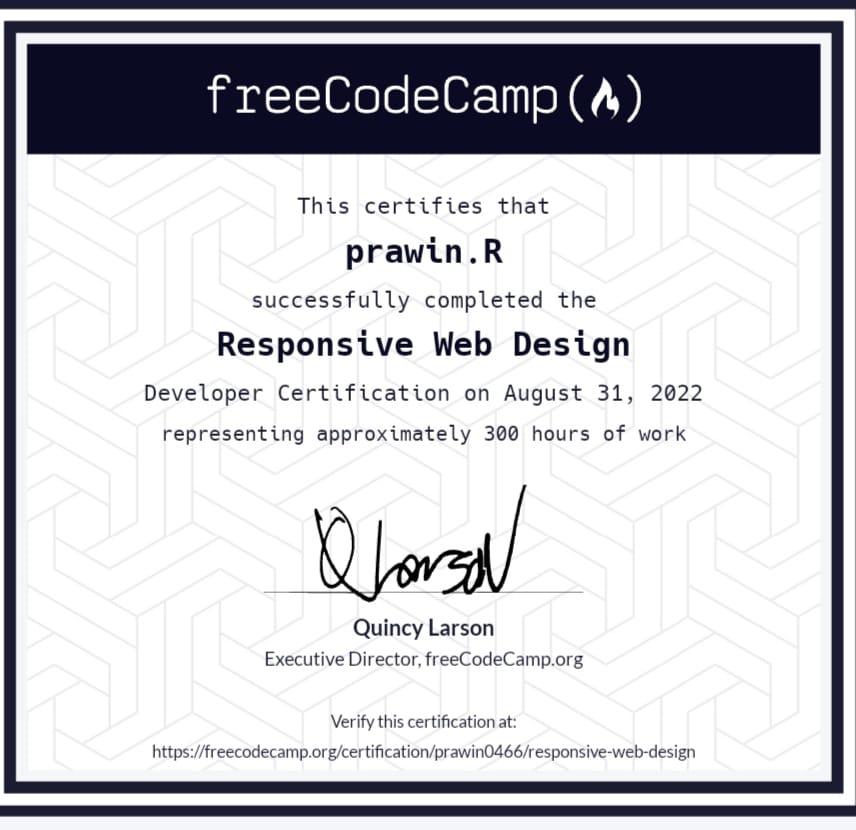 freeCodeCamp(🔥)
This certifies that
prawin.R
successfully completed the
Responsive Web Design
Developer Certification on August 31, 2022
representing approximately 300 hours of work
Quincy Larson
Executive Director, freeCodeCamp.org
Verify this certification at:
https://freecodecamp.org/certification/prawin0466/responsive-web-design